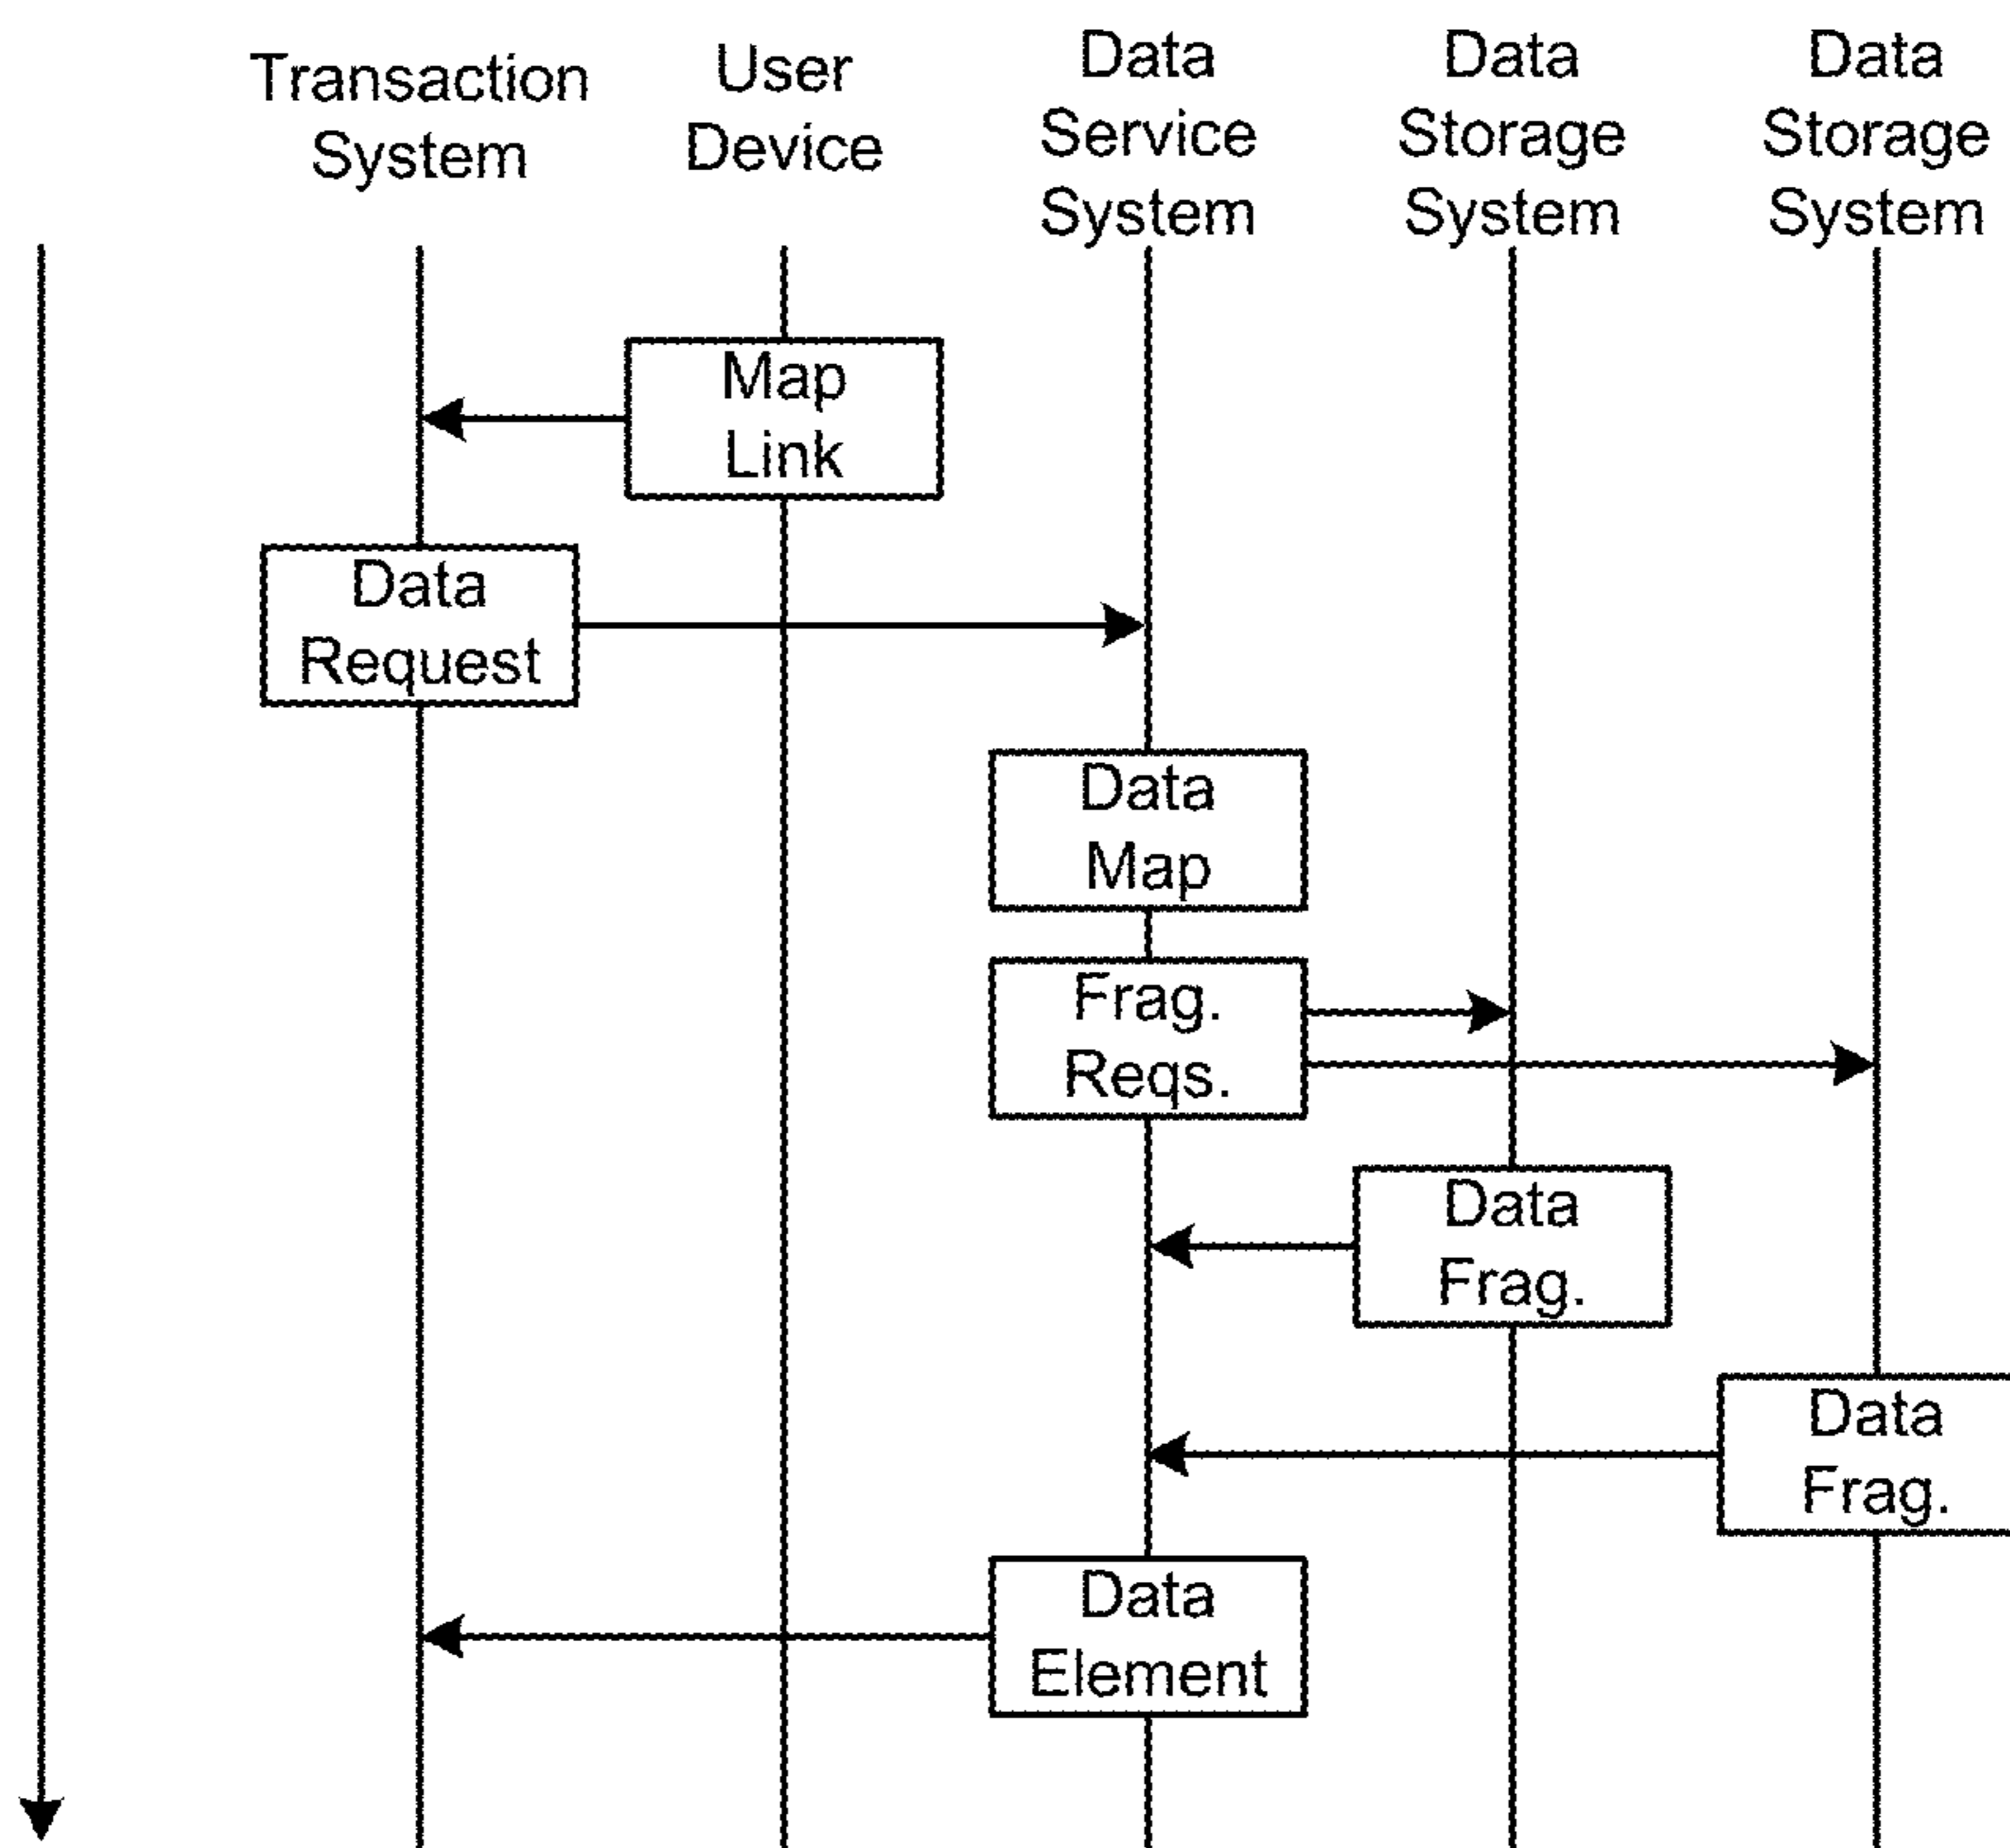 Transaction
System
User
Device
Data
Service
System
Data
Storage
System
Data
Storage
System
Map
Link
Data
Request
Data
Map
Frag.
Reqs.
Data
Frag.
Data
Frag.
Data
Element